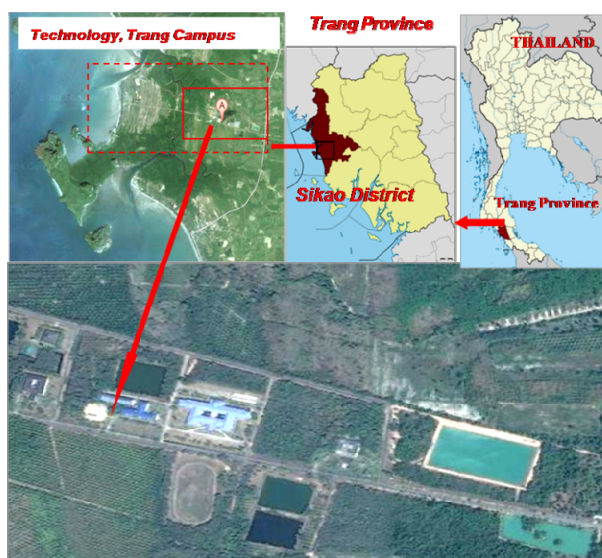 Technology, Trang Campus
Trang Province
THAILAND
A
Sikao District
Trang Province